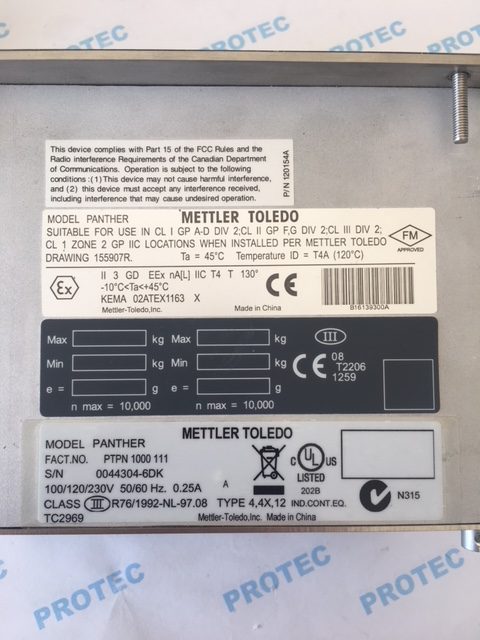 PROTEC PROTEC PROTEC
This device complies with Part 15 of the FCC Rules and the
Radio interference Requirements of the Canadian Department
of Communications. Operation is subject to the following
conditions :(1) This device may not cause harmful interference,
and (2) this device must accept any interference received,
including interference that may cause undesired operation.
P/N 120154A
MODEL PANTHER METTLER TOLEDO
SUITABLE FOR USE IN CL I GP A-D DIV 2;CL II GP F,G DIV 2;CL III DIV 2;
CL 1 ZONE 2 GP IIC LOCATIONS WHEN INSTALLED PER METTLER TOLEDO
DRAWING 155907R. Ta = 45°C Temperature ID = T4A (120°C)
FM
APPROVED
Ex II 3 GD EEx nA[L] IIC T4 T 130°
-10°C<Ta<+45°C
KEMA 02ATEX1163 X
Mettler-Toledo,Inc. Made in China
CE
B16139300A
Max kg Max kg III
Min kg Min kg CE 08
T2206
1259
e = g e = g
n max = 10,000 n max = 10,000
METTLER TOLEDO
MODEL PANTHER
FACT.NO. PTPN 1000 111
S/N 0044304-6DK
100/120/230V 50/60 Hz. 0.25A
A
C UL US
LISTED
202B
CLASS III R76/1992-NL-97.08 TYPE 4,4X,12 IND.CONT.EQ.
N315
TC2969 Mettler-Toledo,Inc. Made in China
PROTEC PROTEC PROTEC
PROTEC